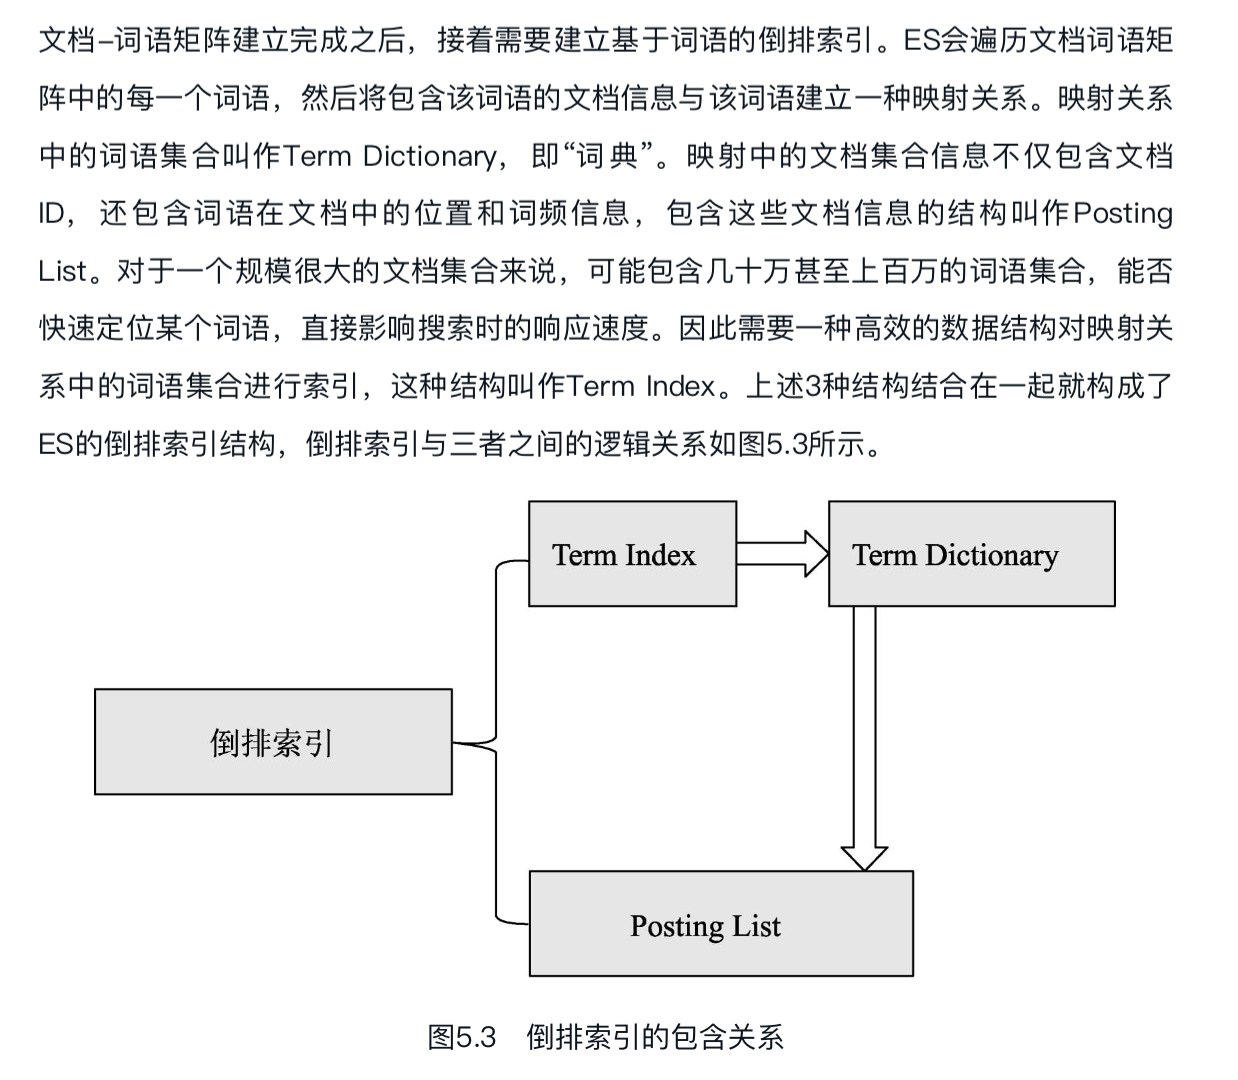 文档–词语矩阵建立完成之后，接着需要建立基于词语的倒排索引。ES会遍历文档词语矩
阵中的每一个词语，然后将包含该词语的文档信息与该词语建立一种映射关系。映射关系
中的词语集合叫作Term Dictionary，即“词典”。映射中的文档集合信息不仅包含文档
ID，还包含词语在文档中的位置和词频信息，包含这些文档信息的结构叫作Posting
List。对于一个规模很大的文档集合来说，可能包含几十万甚至上百万的词语集合，能否
快速定位某个词语，直接影响搜索时的响应速度。因此需要一种高效的数据结构对映射关
系中的词语集合进行索引，这种结构叫作Term Index。上述3种结构结合在一起就构成了
ES的倒排索引结构，倒排索引与三者之间的逻辑关系如图5.3所示。
Term Index
Term Dictionary
倒排索引
Posting List
图5.3 倒排索引的包含关系